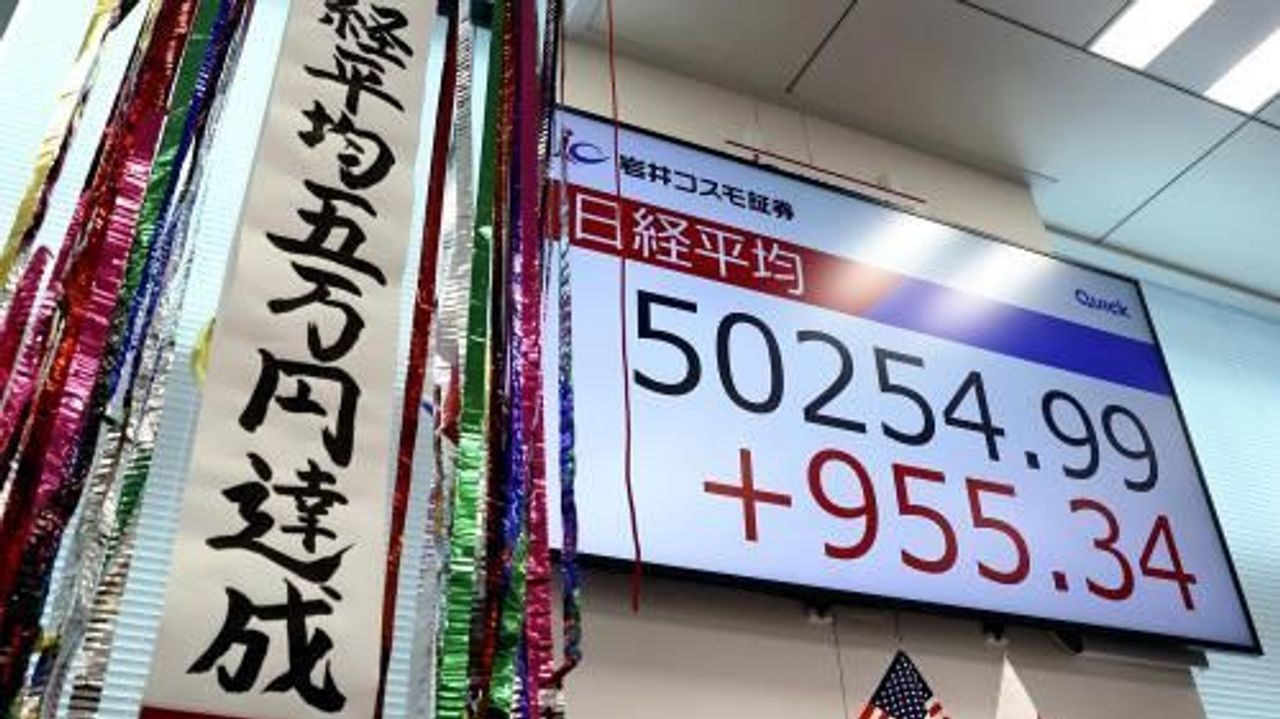 経平均五万円達成
岩井コスモ証券
日経平均
Quick
50254.99
+955.34